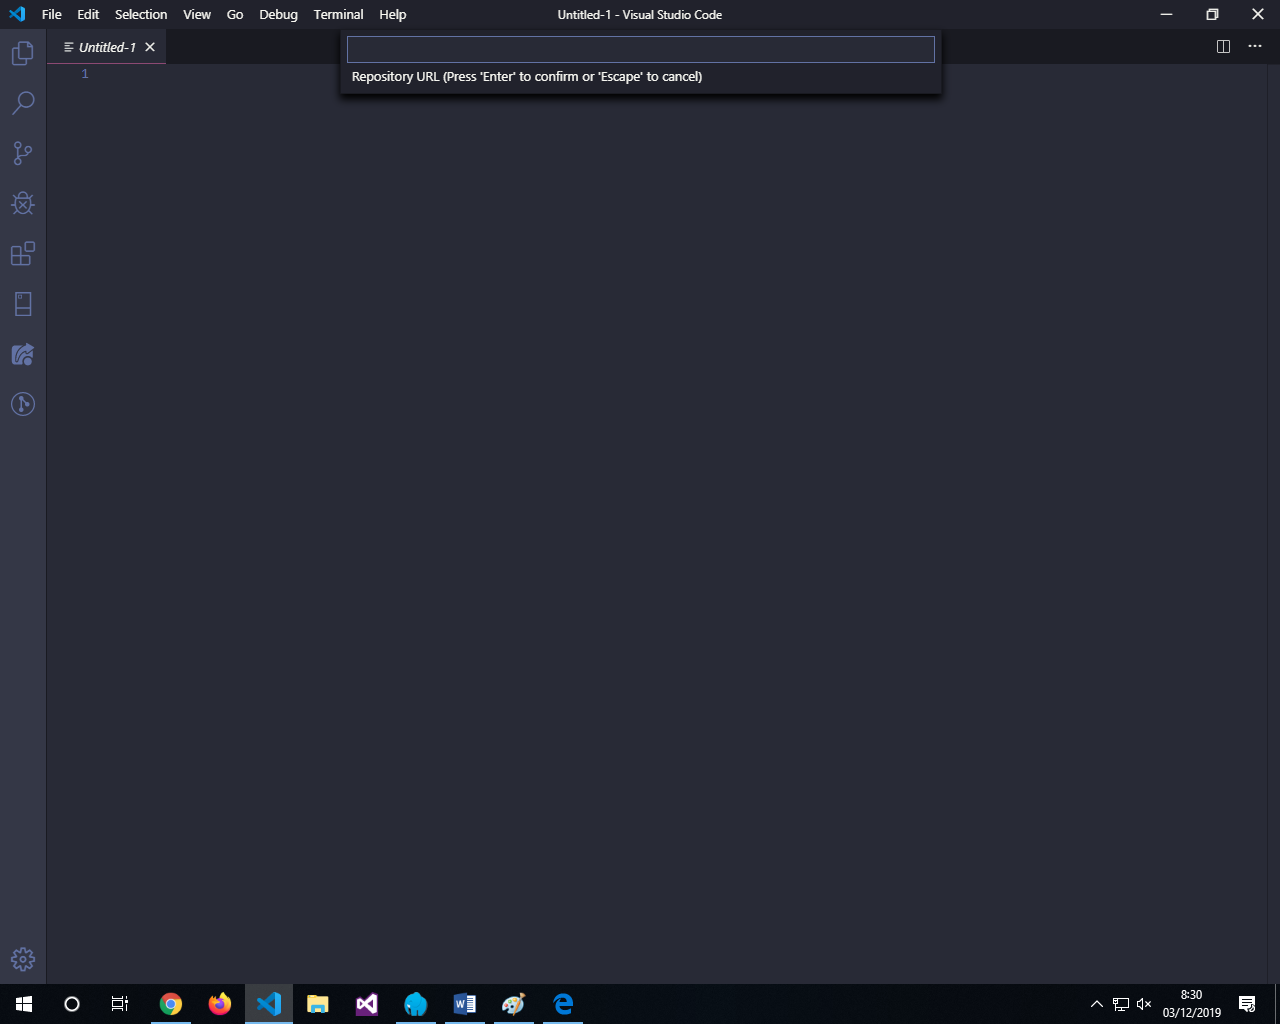 File Edit Selection View Go Debug Terminal Help
Untitled-1 - Visual Studio Code
Untitled-1
Repository URL (Press 'Enter' to confirm or 'Escape' to cancel)
1
8:30
03/12/2019